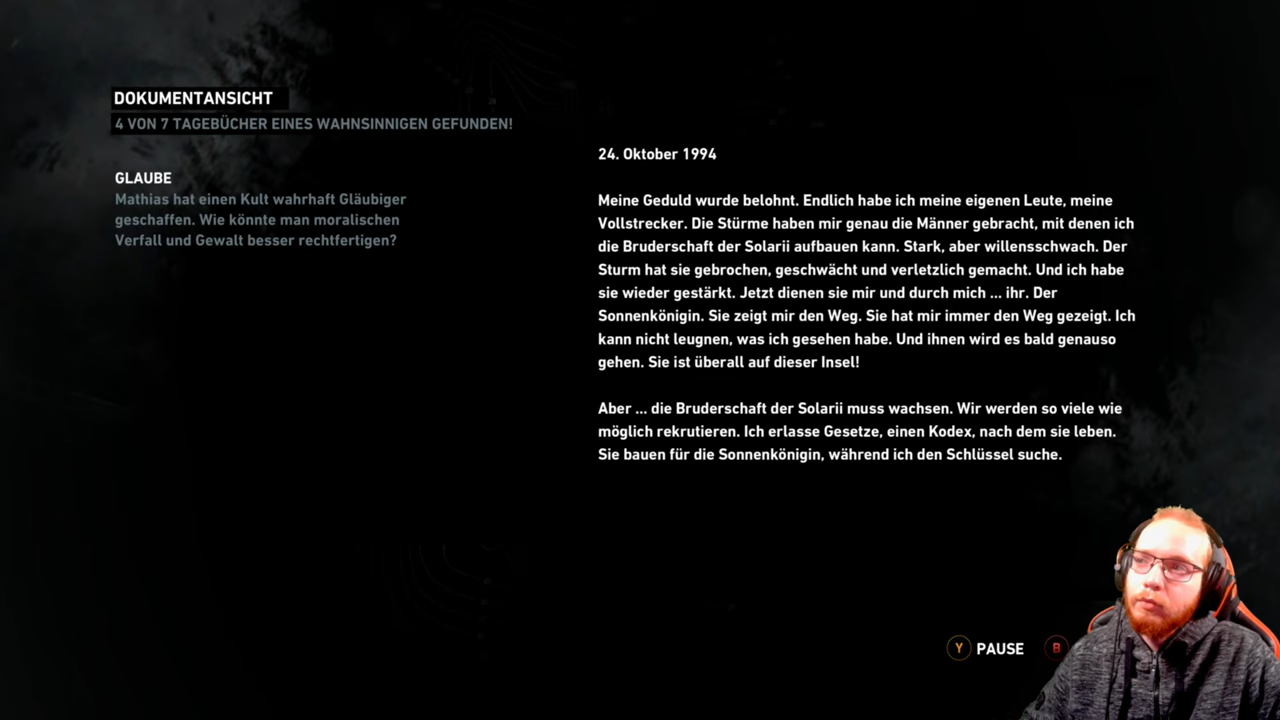 DOKUMENTANSICHT
4 VON 7 TAGEBÜCHER EINES WAHNSINNIGEN GEFUNDEN!
GLAUBE
Mathias hat einen Kult wahrhaft Gläubiger
geschaffen. Wie könnte man moralischen
Verfall und Gewalt besser rechtfertigen?
24. Oktober 1994
Meine Geduld wurde belohnt. Endlich habe ich meine eigenen Leute, meine
Vollstrecker. Die Stürme haben mir genau die Männer gebracht, mit denen ich
die Bruderschaft der Solarii aufbauen kann. Stark, aber willensschwach. Der
Sturm hat sie gebrochen, geschwächt und verletzlich gemacht. Und ich habe
sie wieder gestärkt. Jetzt dienen sie mir und durch mich ... ihr. Der
Sonnenkönigin. Sie zeigt mir den Weg. Sie hat mir immer den Weg gezeigt. Ich
kann nicht leugnen, was ich gesehen habe. Und ihnen wird es bald genauso
gehen. Sie ist überall auf dieser Insel!
Aber ... die Bruderschaft der Solarii muss wachsen. Wir werden so viele wie
möglich rekrutieren. Ich erlasse Gesetze, einen Kodex, nach dem sie leben.
Sie bauen für die Sonnenkönigin, während ich den Schlüssel suche.
Y PAUSE B